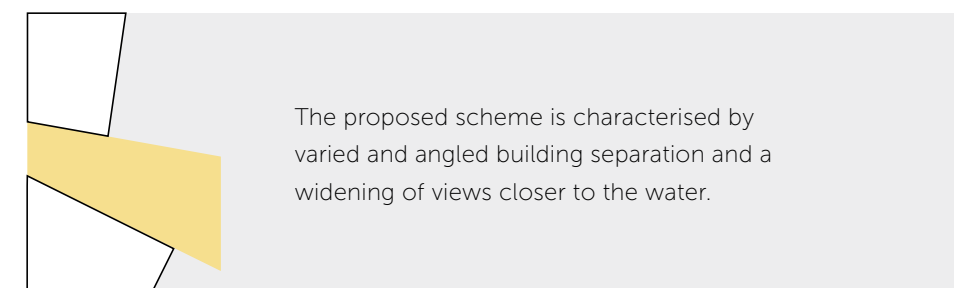 The proposed scheme is characterised by
varied and angled building separation and a
widening of views closer to the water.